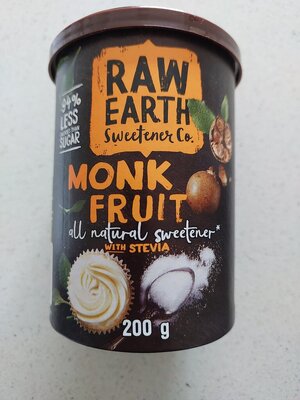 RAW
EARTH
Sweetener Co.
94%
LESS
SUGAR
MONK
FRUIT
all natural sweetener*
WITH STEVIA
200 g